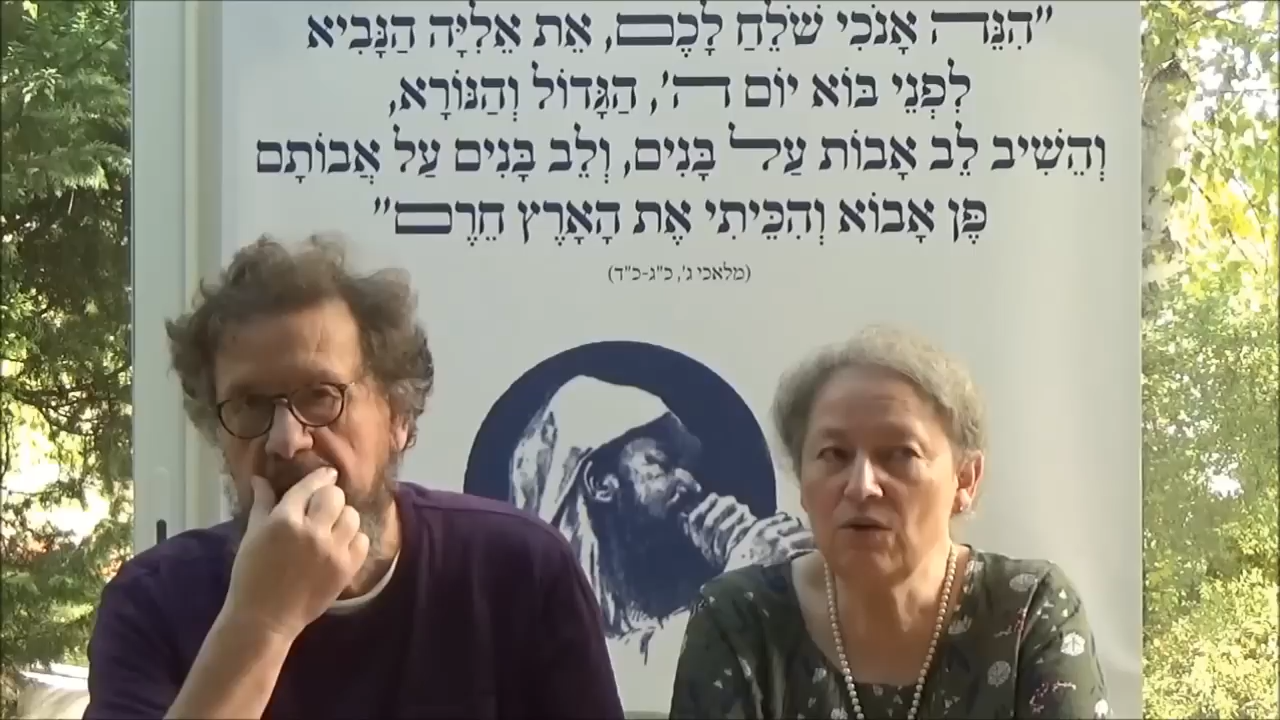 "הִנֵּה אָנֹכִי שֹׁלֵחַ לָכֶם, אֵת אֵלִיָּה הַנָּבִיא
לִפְנֵי בּוֹא יוֹם ה', הַגָּדוֹל וְהַנּוֹרָא,
וְהֵשִׁיב לֵב אָבוֹת עַל בָּנִים, וְלֵב בָּנִים עַל אֲבוֹתָם
פֶּן אָבוֹא וְהִכֵּיתִי אֶת הָאָרֶץ חֵרֶם"
(מלאכי ג', כ"ג-כ"ד)